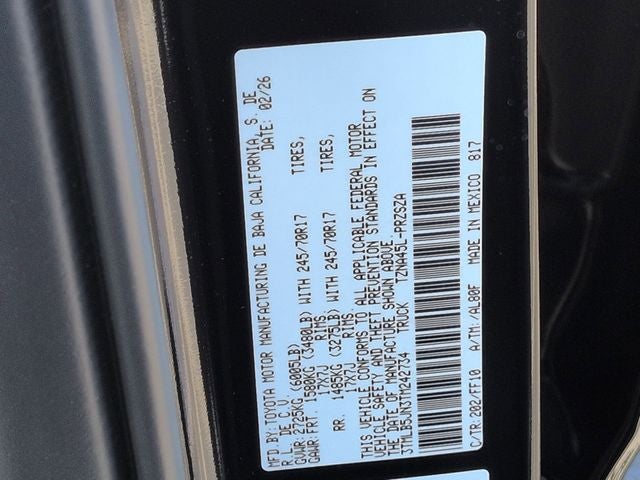 MFD BY: TOYOTA MOTOR MANUFACTURING DE BAJA CALIFORNIA, S. DE
R. L. DE C. V. DATE: 02/26
GVWR: 2725KG (6005LB)
GAWR: FRT. 1580KG (3480LB) WITH 245/70R17 TIRES,
17X7J RIMS
RR. 1485KG (3275LB) WITH 245/70R17 TIRES,
17X7J RIMS.
THIS VEHICLE CONFORMS TO ALL APPLICABLE FEDERAL MOTOR
VEHICLE SAFETY AND THEFT PREVENTION STANDARDS IN EFFECT ON
THE DATE OF MANUFACTURE SHOWN ABOVE.
3TMLB5JN3TM242734 TRUCK TZNA45L-PRZSZA
C/TR: 202/FF10 A/TM: /AL80F MADE IN MEXICO 817